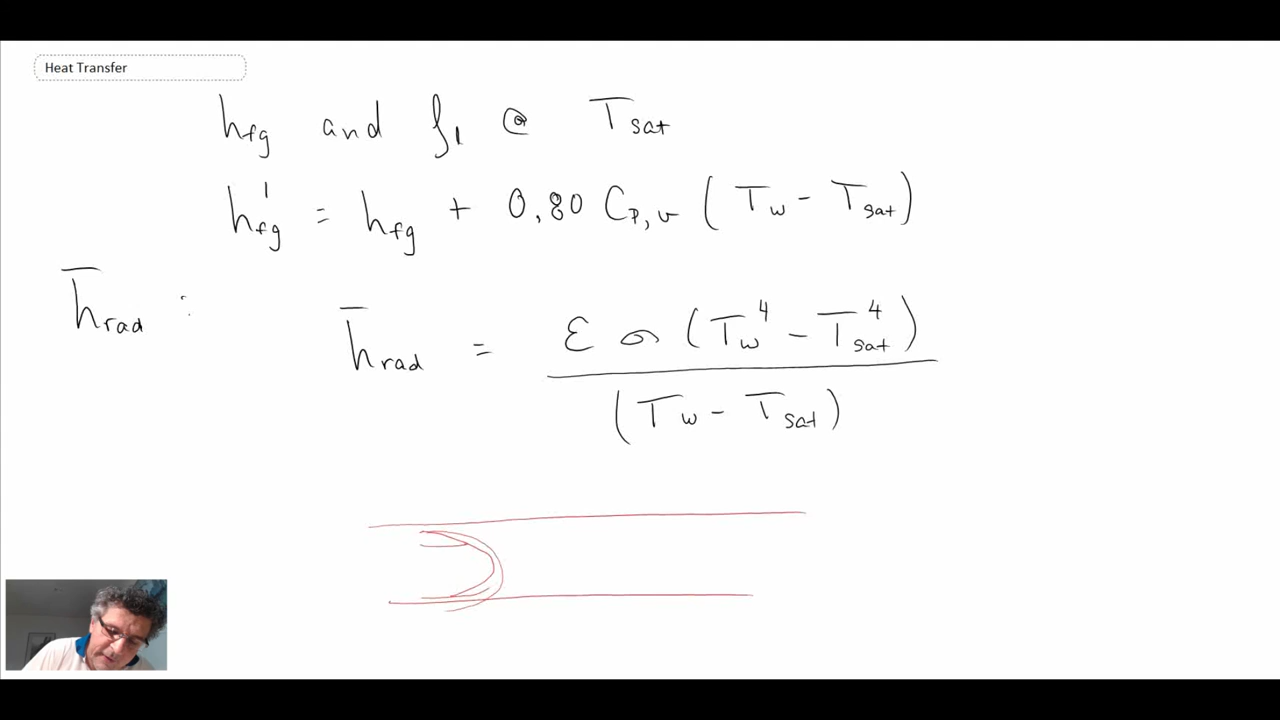 Heat Transfer
hfg and ρl @ Tsat
h'fg = hfg + 0,80 Cp,v (Tw - Tsat)
h̅rad : h̅rad = εσ (Tw⁴ - Tsat⁴)
(Tw - Tsat)